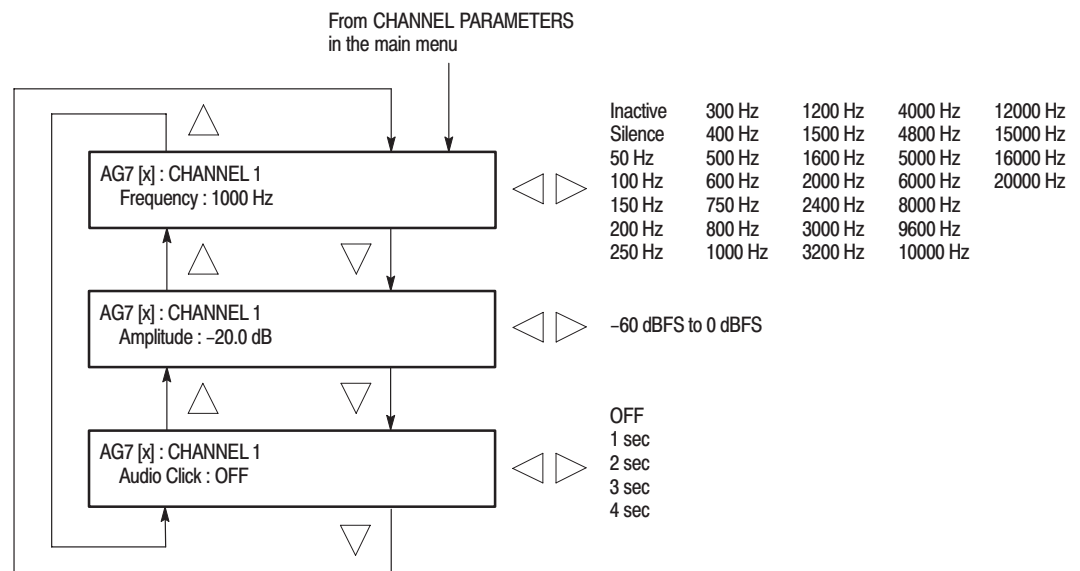 From CHANNEL PARAMETERS
in the main menu
AG7 [x] : CHANNEL 1
Frequency : 1000 Hz
Inactive 300 Hz 1200 Hz 4000 Hz 12000 Hz
Silence 400 Hz 1500 Hz 4800 Hz 15000 Hz
50 Hz 500 Hz 1600 Hz 5000 Hz 16000 Hz
100 Hz 600 Hz 2000 Hz 6000 Hz 20000 Hz
150 Hz 750 Hz 2400 Hz 8000 Hz
200 Hz 800 Hz 3000 Hz 9600 Hz
250 Hz 1000 Hz 3200 Hz 10000 Hz
AG7 [x] : CHANNEL 1
Amplitude : –20.0 dB
–60 dBFS to 0 dBFS
AG7 [x] : CHANNEL 1
Audio Click : OFF
OFF
1 sec
2 sec
3 sec
4 sec